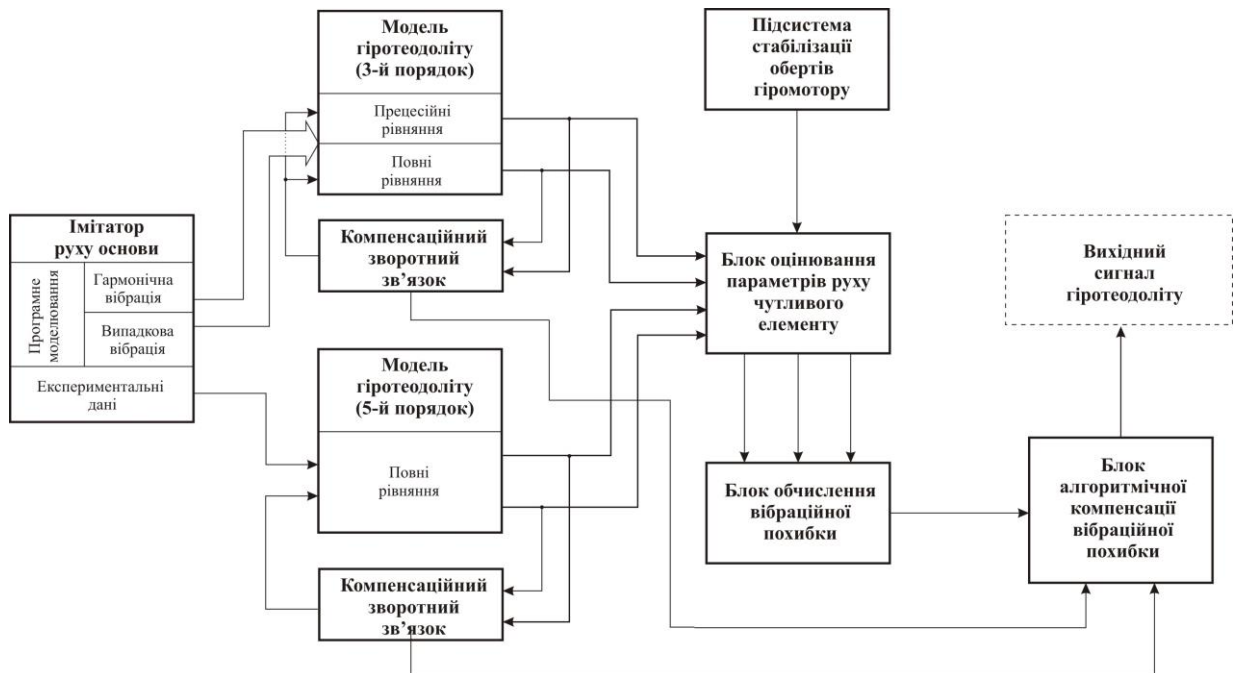 Модель
гіротеодоліту
(3-й порядок)
Прецесійні
рівняння
Повні
рівняння
Підсистема
стабілізації
обертів
гіромотору
Імітатор
руху основи
Програмне
моделювання
Гармонічна
вібрація
Випадкова
вібрація
Експериментальні
дані
Компенсаційний
зворотний
зв’язок
Блок оцінювання
параметрів руху
чутливого
елементу
Вихідний
сигнал
гіротеодоліту
Модель
гіротеодоліту
(5-й порядок)
Повні
рівняння
Блок обчислення
вібраційної
похибки
Блок
алгоритмічної
компенсації
вібраційної
похибки
Компенсаційний
зворотний
зв’язок